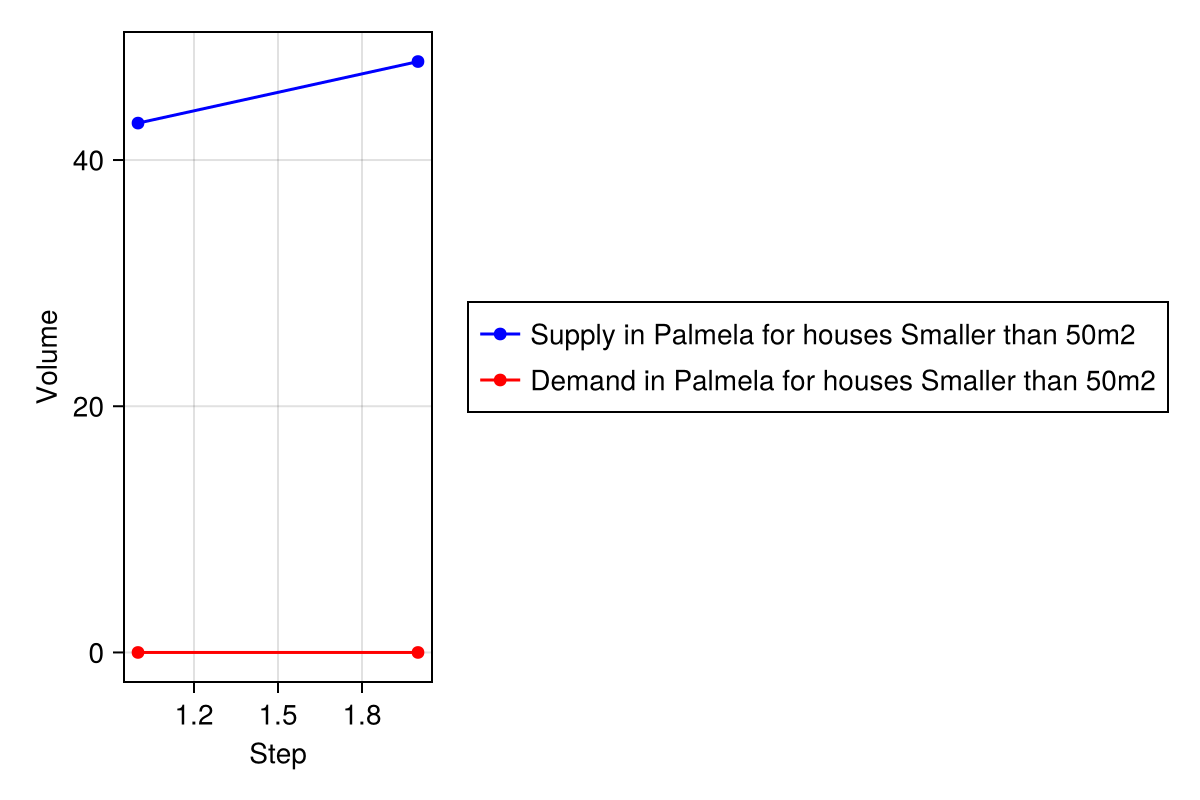 Volume
40
20
0
1.2 1.5 1.8
Step
Supply in Palmela for houses Smaller than 50m2
Demand in Palmela for houses Smaller than 50m2